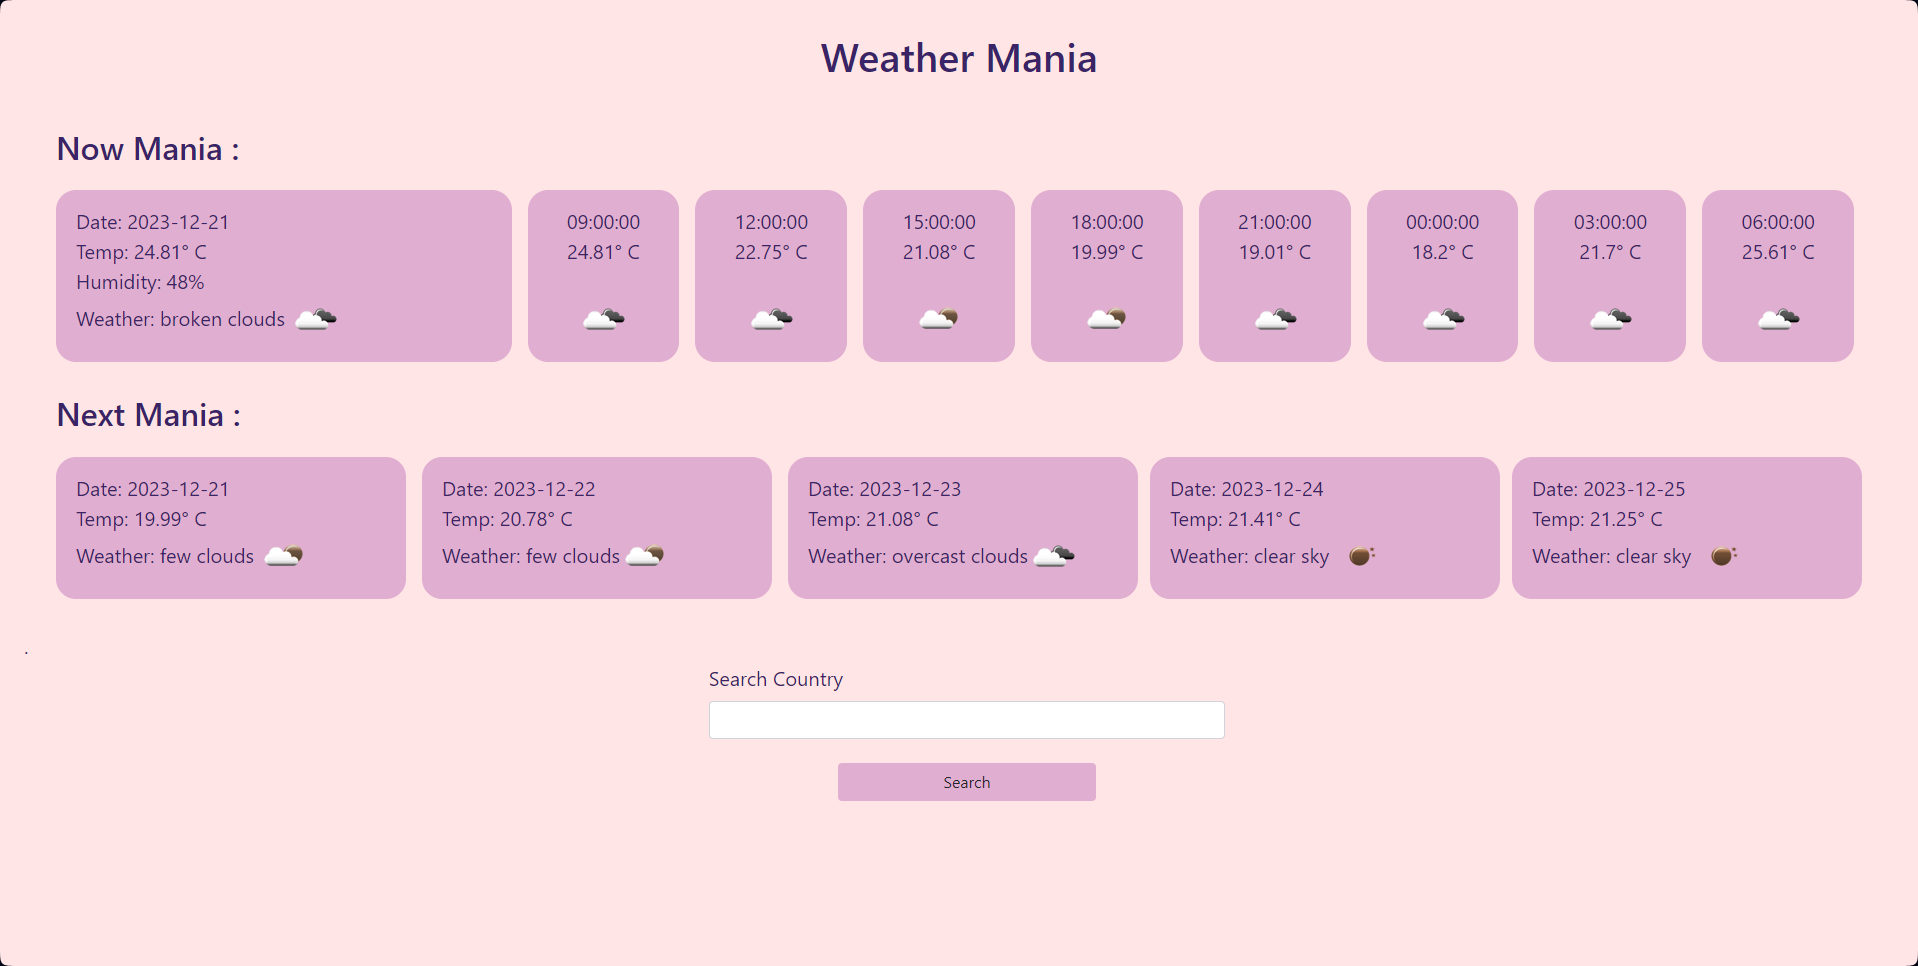 Weather Mania
Now Mania :
Date: 2023-12-21
Temp: 24.81° C
Humidity: 48%
Weather: broken clouds
09:00:00
24.81° C
12:00:00
22.75° C
15:00:00
21.08° C
18:00:00
19.99° C
21:00:00
19.01° C
00:00:00
18.2° C
03:00:00
21.7° C
06:00:00
25.61° C
Next Mania :
Date: 2023-12-21
Temp: 19.99° C
Weather: few clouds
Date: 2023-12-22
Temp: 20.78° C
Weather: few clouds
Date: 2023-12-23
Temp: 21.08° C
Weather: overcast clouds
Date: 2023-12-24
Temp: 21.41° C
Weather: clear sky
Date: 2023-12-25
Temp: 21.25° C
Weather: clear sky
.
Search Country
Search